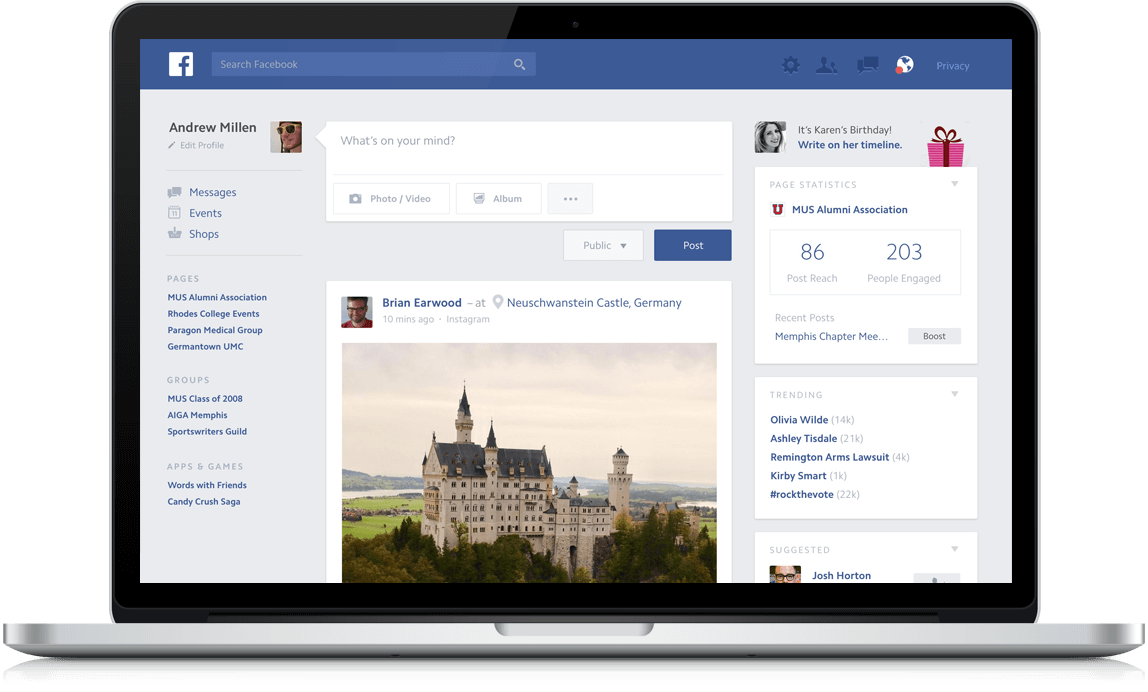 f
Search Facebook
Privacy
Andrew Millen
Edit Profile
Messages
11
Events
Shops
PAGES
MUS Alumni Association
Rhodes College Events
Paragon Medical Group
Germantown UMC
GROUPS
MUS Class of 2008
AIGA Memphis
Sportswriters Guild
APPS & GAMES
Words with Friends
Candy Crush Saga
What's on your mind?
Photo / Video
Album
Public
Post
Brian Earwood – at Neuschwanstein Castle, Germany
10 mins ago · Instagram
It's Karen's Birthday!
Write on her timeline.
PAGE STATISTICS
U
MUS Alumni Association
86 203
Post Reach People Engaged
Recent Posts
Memphis Chapter Mee...
Boost
TRENDING
Olivia Wilde (14k)
Ashley Tisdale (21k)
Remington Arms Lawsuit (4k)
Kirby Smart (1k)
#rockthevote (22k)
SUGGESTED
Josh Horton